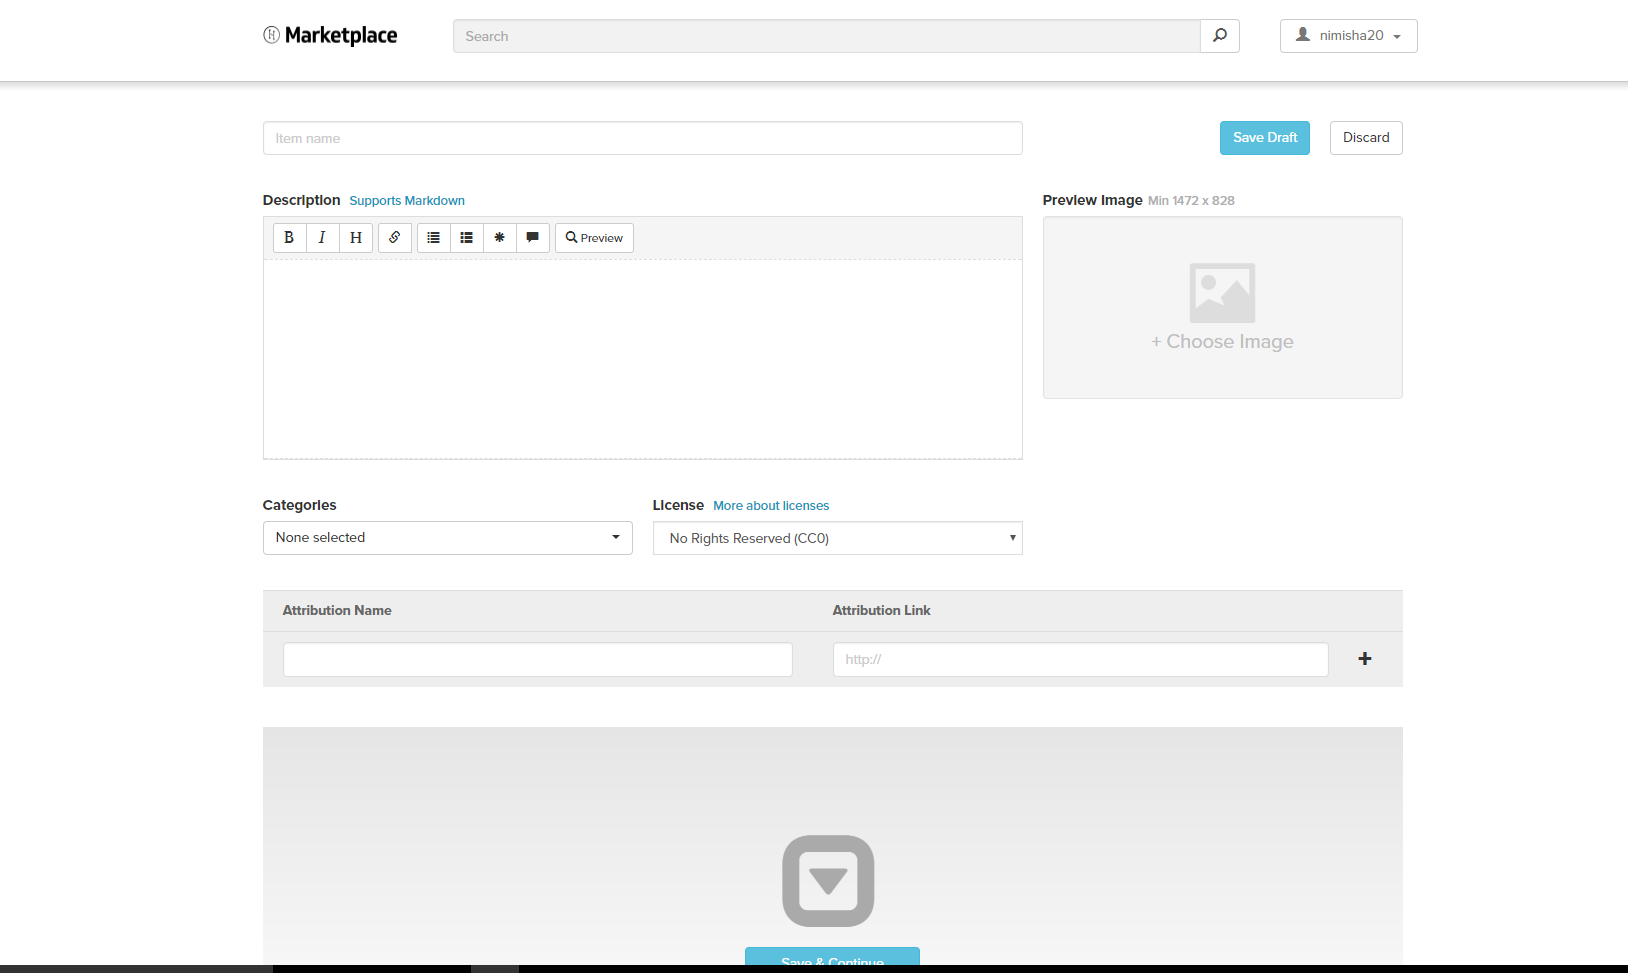 Marketplace
Search
nimisha20
Item name
Save Draft
Discard
Description Supports Markdown
Preview Image Min 1472 x 828
B I H Preview
+ Choose Image
Categories
License More about licenses
None selected
No Rights Reserved (CC0)
Attribution Name
Attribution Link
http://
Save & Continue